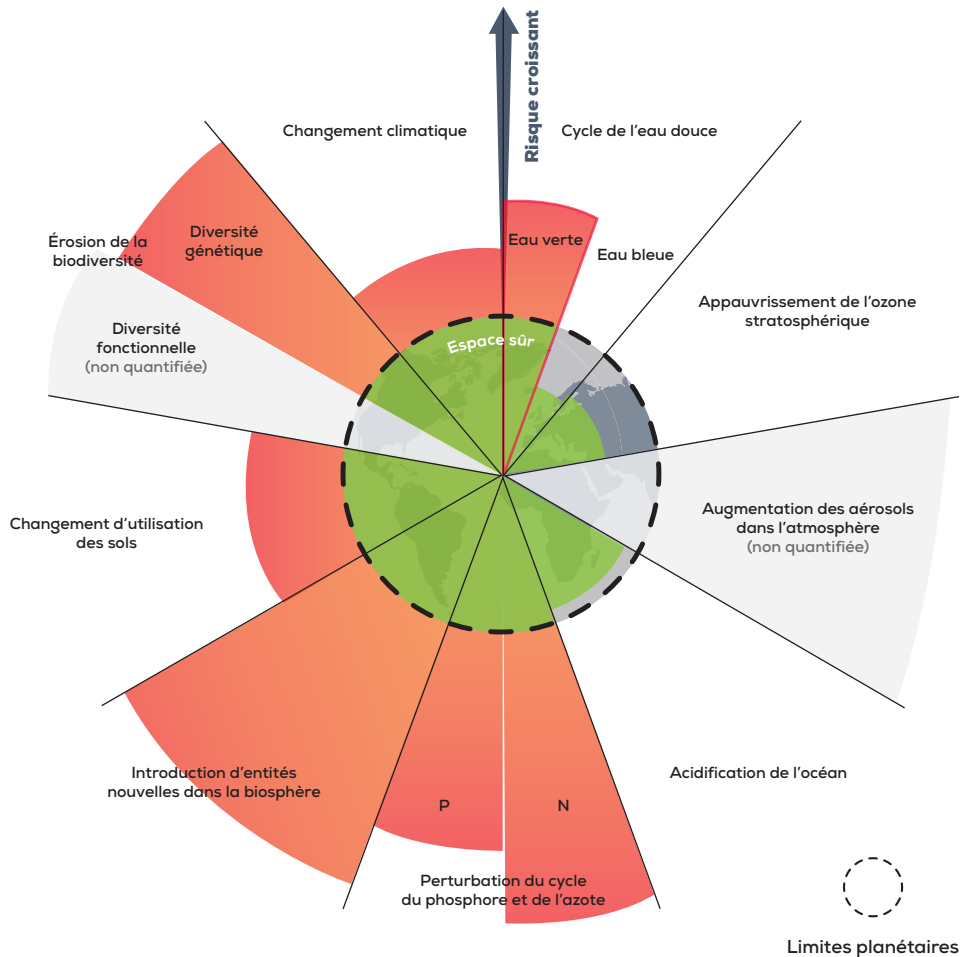 Risque croissant
Changement climatique
Cycle de l’eau douce
Diversité
génétique
Érosion de la
biodiversité
Eau verte
Eau bleue
Appauvrissement de l’ozone
stratosphérique
Diversité
fonctionnelle
(non quantifiée)
Espace sûr
Changement d’utilisation
des sols
Augmentation des aérosols
dans l’atmosphère
(non quantifiée)
Introduction d’entités
nouvelles dans la biosphère
Acidification de l’océan
P
N
Perturbation du cycle
du phosphore et de l’azote
Limites planétaires